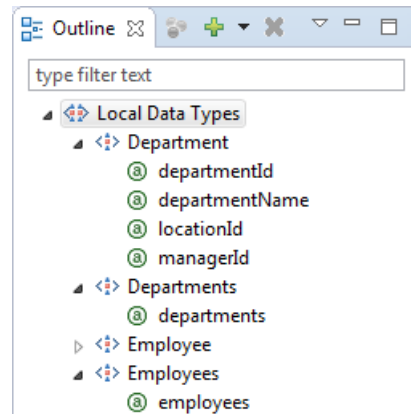 Outline
type filter text
Local Data Types
Department
departmentId
departmentName
locationId
managerId
Departments
departments
Employee
Employees
employees